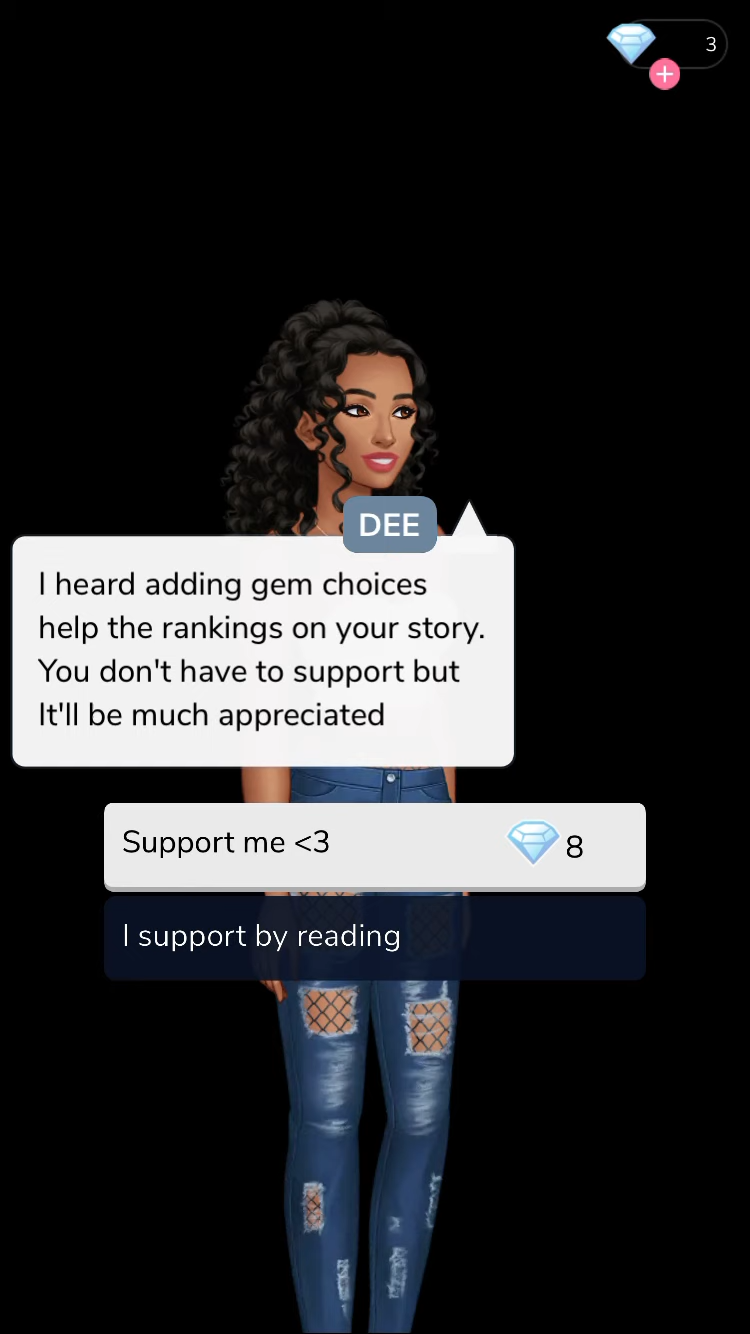 3
DEE
I heard adding gem choices
help the rankings on your story.
You don't have to support but
It'll be much appreciated
Support me <3 8
I support by reading